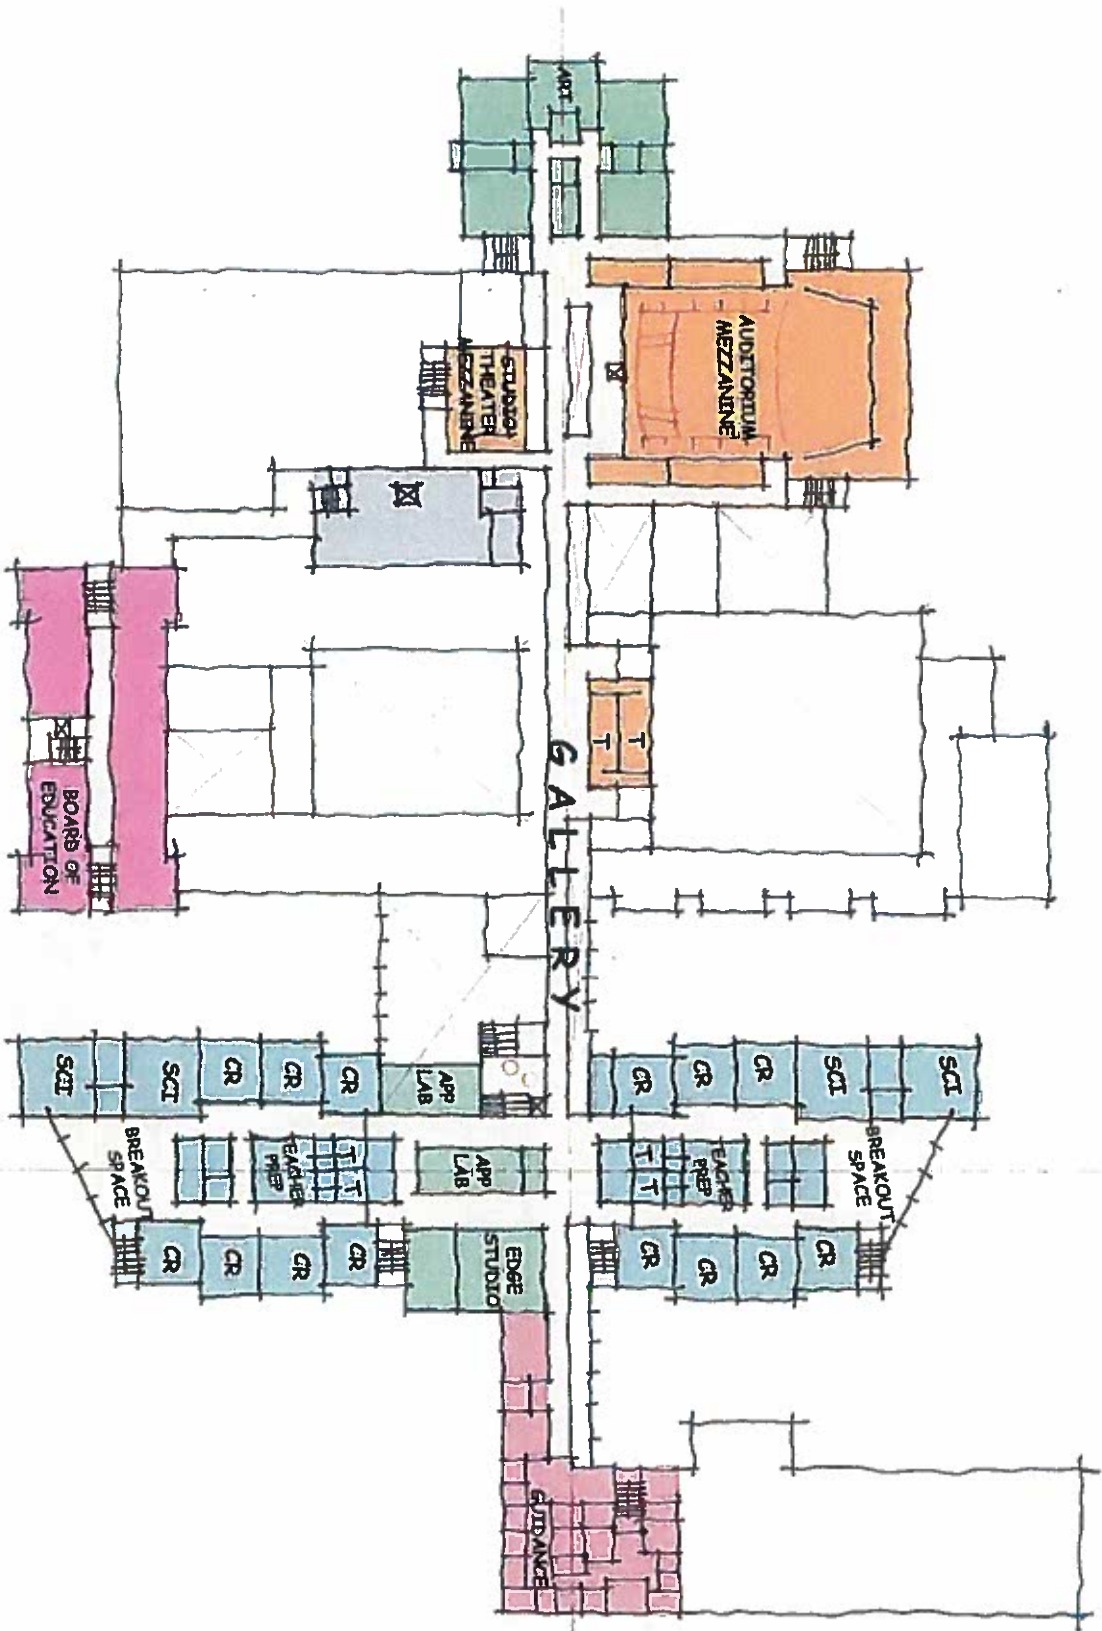 ART
AUDITORIUM
MEZZANINE
STUDIO
THEATER
MEZZANINE
T
T
GALLERY
BOARD OF
EDUCATION
SCI
SCI
CR
CR
CR
APP
LAB
CR
CR
CR
SCI
SCI
BREAKOUT
SPACE
TEACHER
PREP
T
T
APP
LAB
T
T
TEACHER
PREP
BREAKOUT
SPACE
CR
CR
CR
CR
EDGE
STUDIO
CR
CR
CR
CR
GUIDANCE